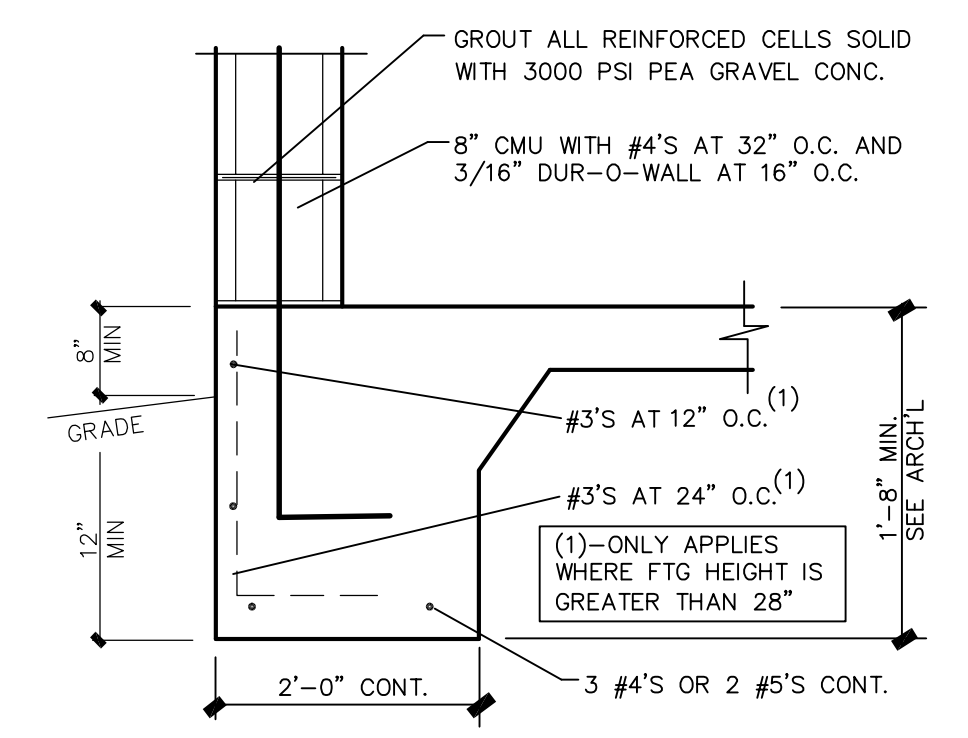 GROUT ALL REINFORCED CELLS SOLID
WITH 3000 PSI PEA GRAVEL CONC.
8" CMU WITH #4'S AT 32" O.C. AND
3/16" DUR-O-WALL AT 16" O.C.
8"
MIN
GRADE
12"
MIN
#3'S AT 12" O.C.(1)
#3'S AT 24" O.C.(1)
(1)-ONLY APPLIES
WHERE FTG HEIGHT IS
GREATER THAN 28"
1'-8" MIN.
SEE ARCH'L
2'-0" CONT.
3 #4'S OR 2 #5'S CONT.